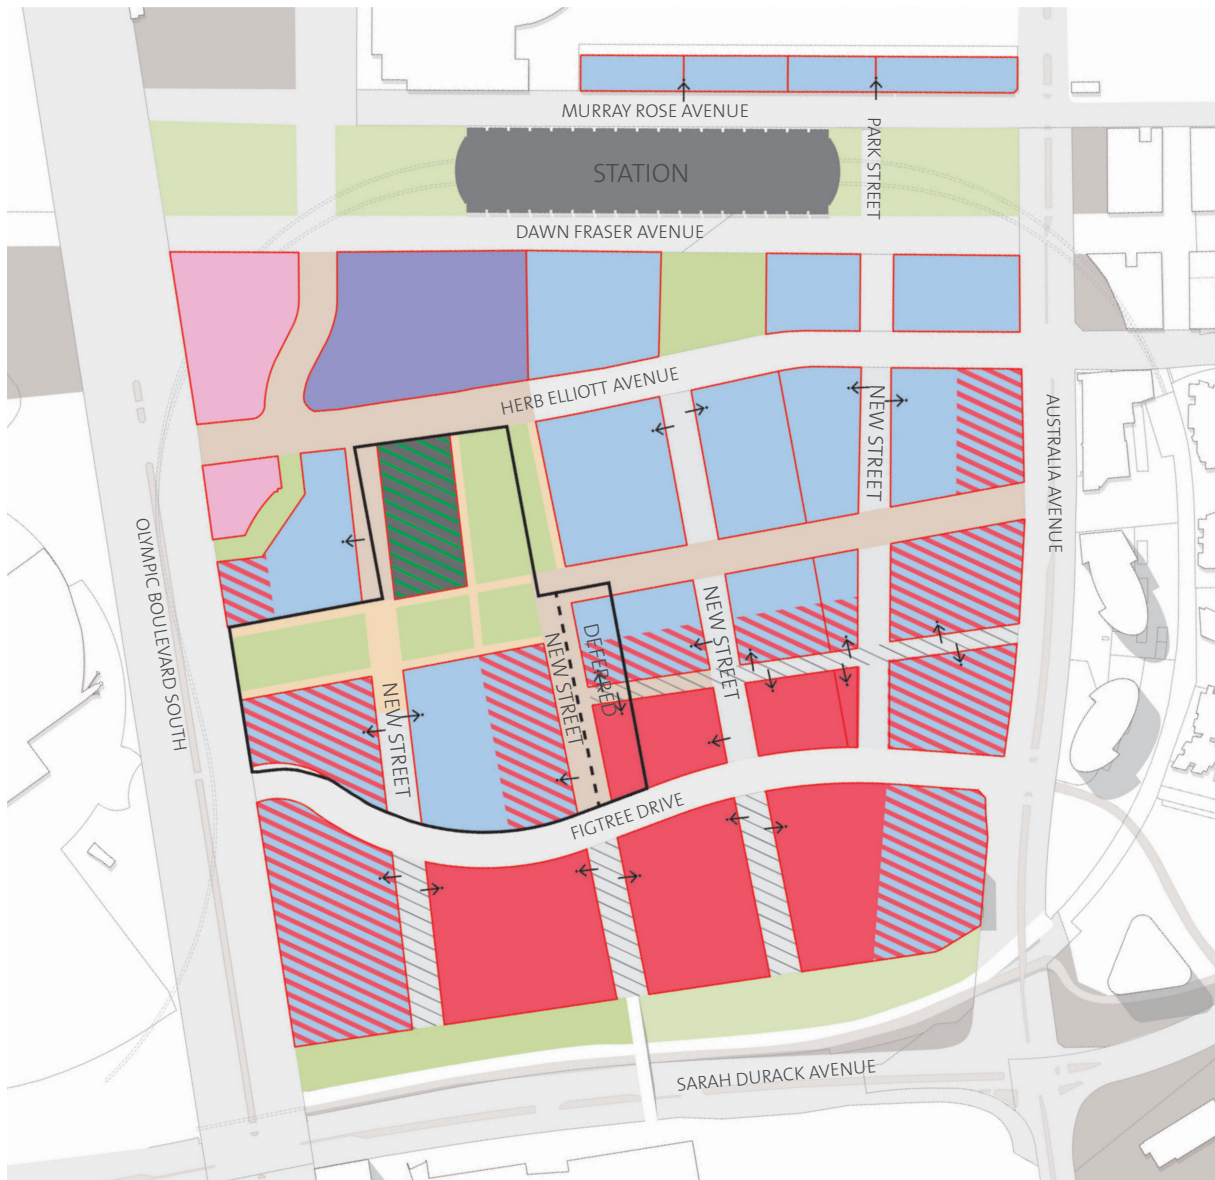 MURRAY ROSE AVENUE
PARK STREET
STATION
DAWN FRASER AVENUE
HERB ELLIOTT AVENUE
NEW STREET
AUSTRALIA AVENUE
OLYMPIC BOULEVARD SOUTH
NEW STREET
DEFERRED
NEW STREET
NEW STREET
FIGTREE DRIVE
SARAH DURACK AVENUE